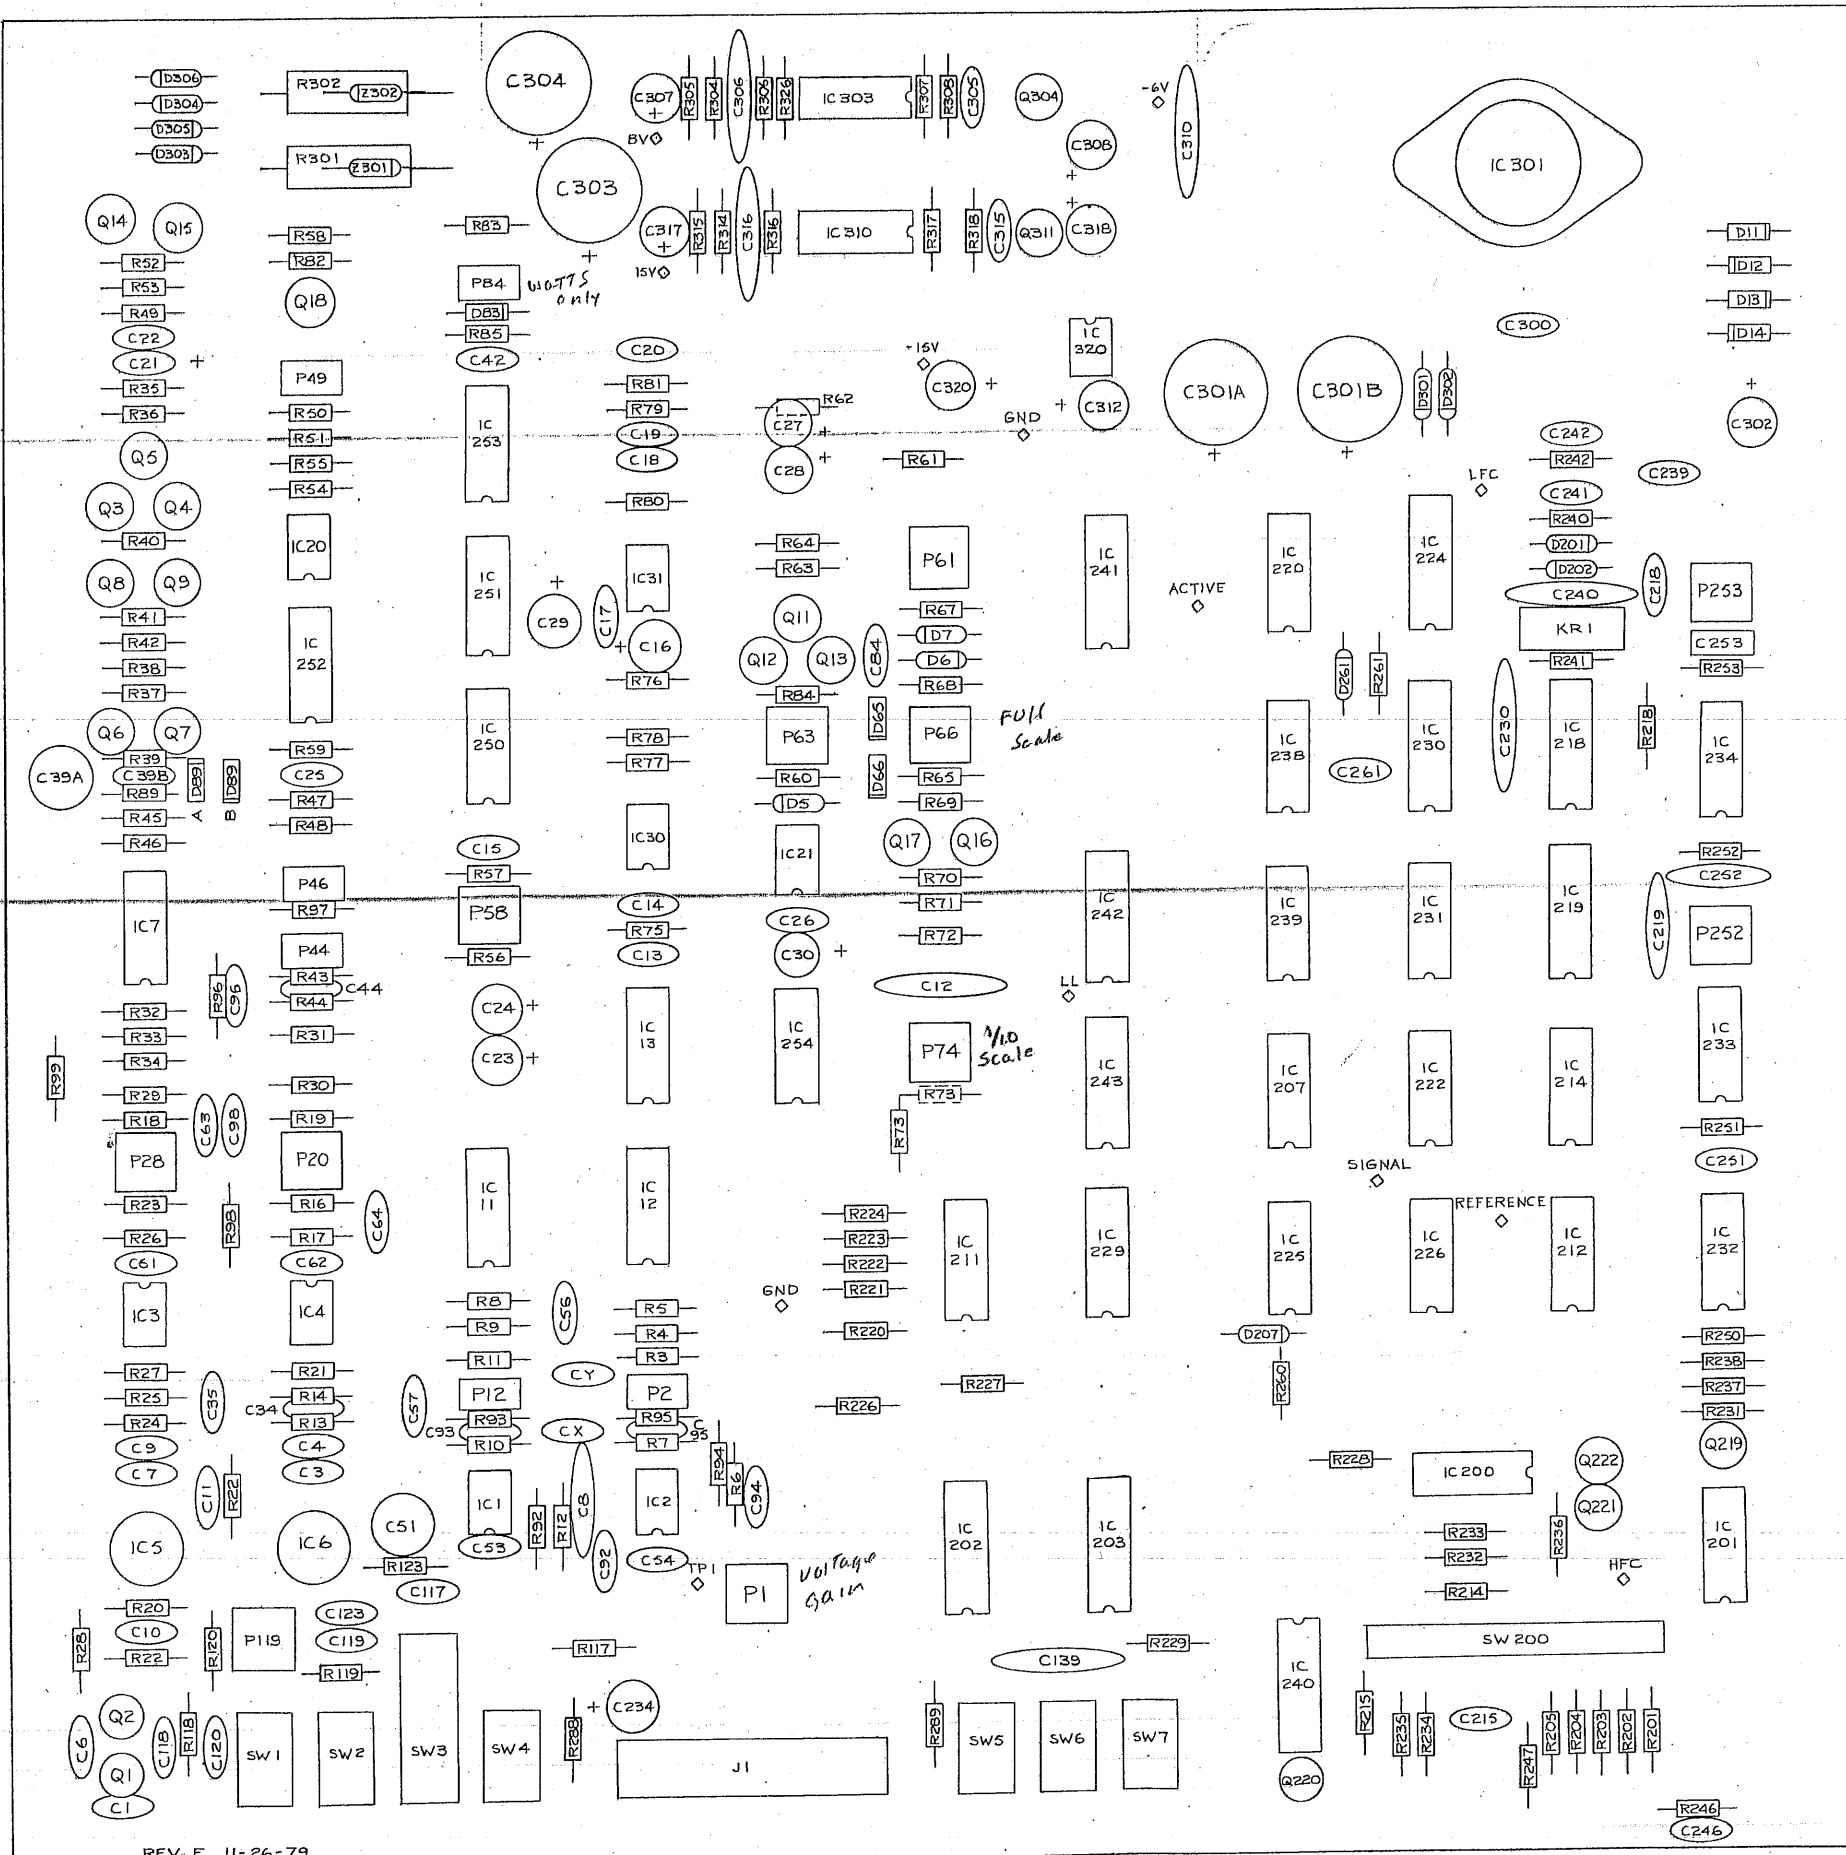 D306
R302
Z302
C304
C307
R305
R304
C306
R306
R326
IC303
R307
R308
C305
Q304
-6V
C310
D304
D305
D303
8V
C308
IC301
R301
Z301
C303
Q14
Q15
R58
R83
C317
R315
R314
C316
R316
IC310
R317
R318
C315
Q311
C318
D11
R52
R82
15V
D12
R53
Q18
P84
WATTS
only
D13
R49
D83
C300
C22
R85
IC
320
D14
C21
C42
C20
+15V
R35
P49
R81
C320
C312
C301A
C301B
D301
D302
R36
R50
IC
253
R79
R62
C27
GND
C302
R51
C19
C242
Q5
R55
C18
C28
R61
R242
LFC
C239
R54
C241
Q3
Q4
R80
R240
R40
IC20
IC
251
IC31
R64
P61
IC
241
IC
220
IC
224
D201
Q8
Q9
R63
D202
C218
P253
R41
C29
C17
Q11
R67
ACTIVE
C240
KR1
R42
IC
252
C16
D7
C253
R38
Q12
Q13
C84
D6
D261
R261
R241
R253
R37
R76
R84
R68
Q6
Q7
IC
250
R78
P63
D65
P66
FUll
Scale
IC
238
IC
230
C230
IC
218
R218
IC
234
R39
R59
R77
C39A
C39B
D89
D89
C25
R60
D66
R65
C261
R89
R47
D5
R69
R45
A
B
R48
R46
C15
IC30
IC21
Q17
Q16
R252
P46
R57
R70
C252
IC7
R97
P58
C14
C26
R71
IC
242
IC
239
IC
231
IC
219
C219
P252
R75
R72
P44
R56
C13
C30
R96
C96
R43
C44
C12
LL
R44
R32
C24
IC
13
IC
254
R33
R31
P74
1/10
Scale
IC
243
IC
207
IC
222
IC
214
IC
233
R34
C23
R99
R30
R73
R29
R73
R18
C63
C98
R19
R251
P28
P20
IC
11
IC
12
SIGNAL
C251
R23
R98
R16
C64
R224
IC
211
IC
229
IC
225
IC
226
REFERENCE
IC
212
IC
232
R26
R17
R223
C61
C62
R222
IC3
IC4
R8
C56
R5
GND
R221
R9
R4
R220
D207
R250
R11
R3
R238
R27
R21
CY
R227
R260
R237
R25
C35
R14
C57
P12
P2
R226
R231
R24
C34
R13
C93
R93
CX
R95
C
95
C9
C4
R10
R7
Q219
C7
C3
R94
R6
C94
R228
IC200
Q222
C11
R22
C51
IC1
R92
R12
C8
IC2
IC
202
IC
203
Q221
IC
201
IC5
IC6
C53
C92
C54
R233
R236
R123
TP1
P1
Voltage
gain
R232
HFC
C117
R214
R20
C123
R28
C10
R120
P119
C119
R117
R229
SW 200
R22
R119
C139
IC
240
C6
Q2
C118
R118
C120
SW1
SW2
SW3
SW4
R288
C234
J1
R289
SW5
SW6
SW7
R215
R235
R234
C215
R247
R205
R204
R203
R202
R201
Q1
Q220
C1
R246
C246
REV. F 11-26-79